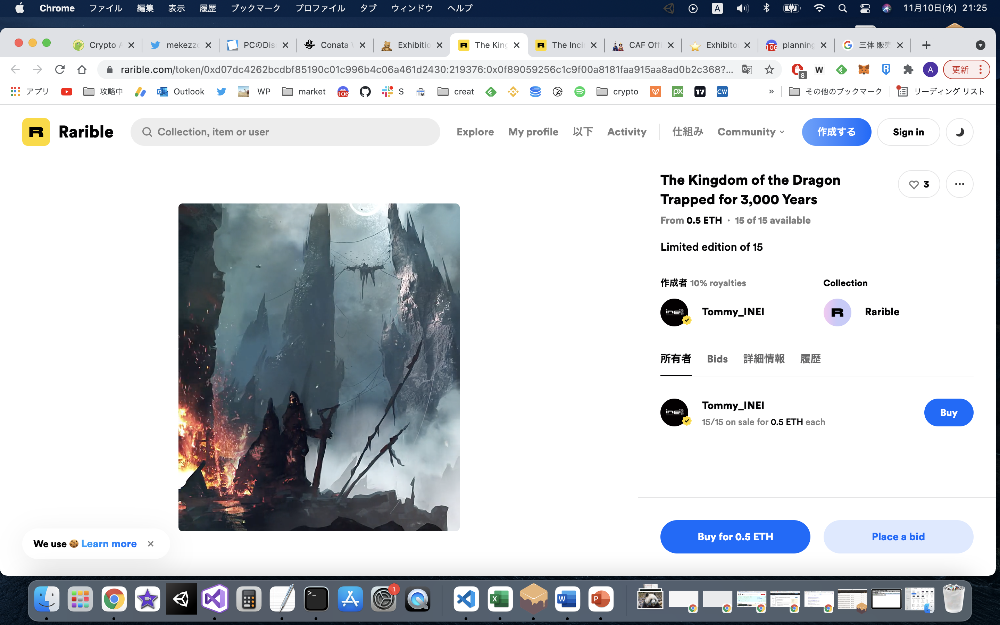 Chrome ファイル 編集 表示 履歴 ブックマーク プロファイル タブ ウィンドウ ヘルプ A 11月10日(水) 21:25
Crypto mekezz PCのDis Conata Exhibitio The King The Inci CAF Offi Exhibito planning 三体 販売
rarible.com/token/0xd07dc4262bcdbf85190c01c996b4c06a461d2430:219376:0x0f89059256c1c9f00a8181faa915aa8ad0b2c368?... 8 W A 更新
アプリ 攻略中 Outlook WP market 106 S creat crypto PX CW » その他のブックマーク リーディング リスト
R Rarible Collection, item or user Explore My profile 以下 Activity 仕組み Community 作成する Sign in
The Kingdom of the Dragon
Trapped for 3,000 Years
3
From 0.5 ETH · 15 of 15 available
Limited edition of 15
作成者 10% royalties Collection
inei Tommy_INEI R Rarible
所有者 Bids 詳細情報 履歴
inei Tommy_INEI
15/15 on sale for 0.5 ETH each
Buy
We use 🍪 Learn more
Buy for 0.5 ETH Place a bid
1